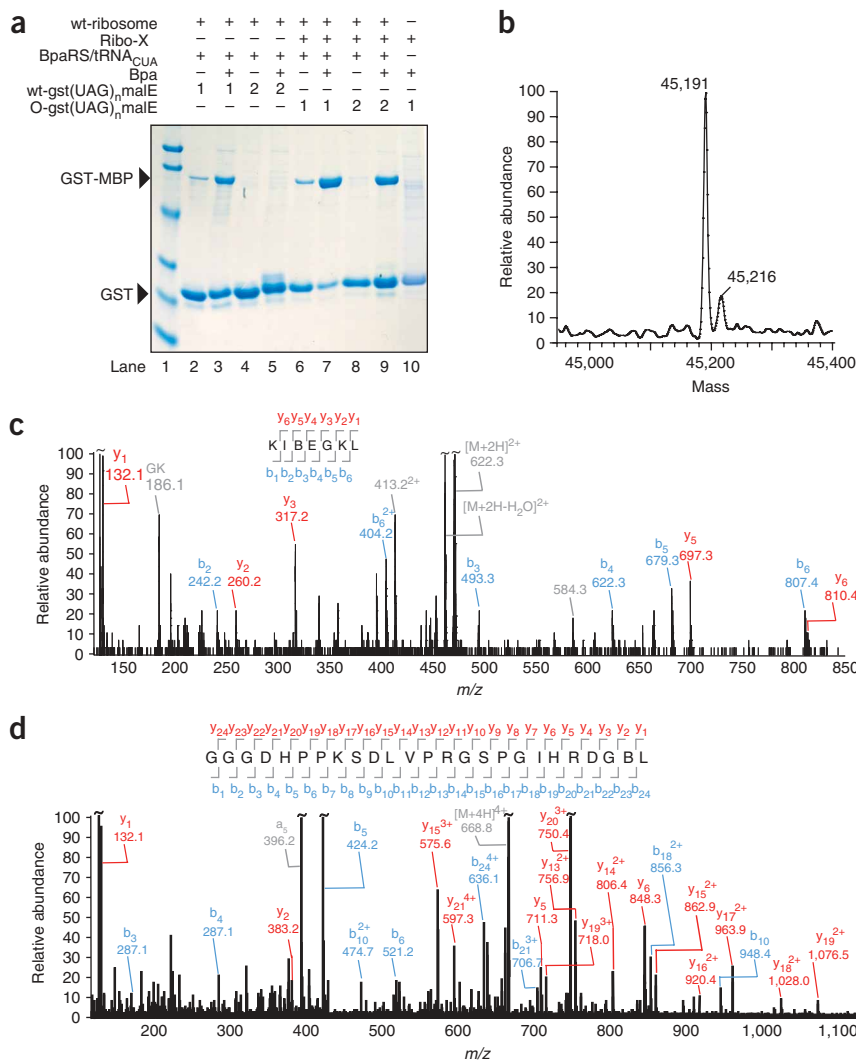 a
wt-ribosome + + + + + + + + –
Ribo-X – – – – + + + + +
BpaRS/tRNACUA + + + + + + + + –
Bpa – + – + – + – + +
wt-gst(UAG)nmalE 1 1 2 2 – – – – –
O-gst(UAG)nmalE – – – – 1 1 2 2 1
GST-MBP
GST
Lane 1 2 3 4 5 6 7 8 9 10
b
Relative abundance
100
90
80
70
60
50
40
30
20
10
0
45,191
45,216
45,000 45,200 45,400
Mass
c
y6 y5 y4 y3 y2 y1
K I B E G K L
b1 b2 b3 b4 b5 b6
Relative abundance
100
90
80
70
60
50
40
30
20
10
0
~ ~ ~
y1
132.1
GK
186.1
b2
242.2
y2
260.2
y3
317.2
b62+
404.2
413.22+
[M+2H]2+
622.3
[M+2H-H2O]2+
b3
493.3
584.3
b4
622.3
b5
679.3
y5
697.3
b6
807.4
y6
810.4
150 200 250 300 350 400 450 500 550 600 650 700 750 800 850
m/z
d
y24 y23 y22 y21 y20 y19 y18 y17 y16 y15 y14 y13 y12 y11 y10 y9 y8 y7 y6 y5 y4 y3 y2 y1
G G G D H P P K S D L V P R G S P G I H R D G B L
b1 b2 b3 b4 b5 b6 b7 b8 b9 b10 b11 b12 b13 b14 b15 b16 b17 b18 b19 b20 b21 b22 b23 b24
Relative abundance
100
90
80
70
60
50
40
30
20
10
0
~ ~ ~ ~ ~
y1
132.1
b3
287.1
b4
287.1
y2
383.2
a5
396.2
b5
424.2
b102+
474.7
b6
521.2
y153+
575.6
y214+
597.3
b244+
636.1
[M+4H]4+
668.8
b213+
706.7
y5
711.3
y193+
718.0
y203+
750.4
y132+
756.9
y142+
806.4
y6
848.3
b182+
856.3
y152+
862.9
y162+
920.4
b10
948.4
y172+
963.9
y182+
1,028.0
y192+
1,076.5
200 300 400 500 600 700 800 900 1,000 1,100
m/z